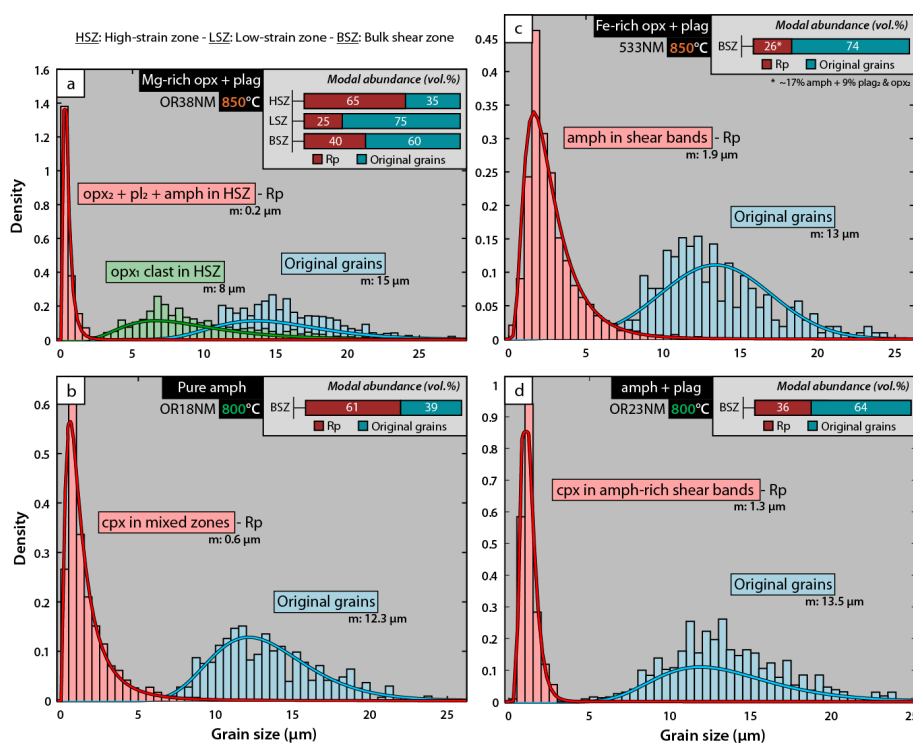 HSZ: High-strain zone - LSZ: Low-strain zone - BSZ: Bulk shear zone
a
Mg-rich opx + plag
OR38NM 850°C
Modal abundance (vol.%)
HSZ 65 35
LSZ 25 75
BSZ 40 60
Rp Original grains
opx₂ + pl₂ + amph in HSZ - Rp
m: 0.2 µm
opx₁ clast in HSZ
m: 8 µm
Original grains
m: 15 µm
Density
1.6
1.4
1.2
1
0.8
0.6
0.4
0.2
0
0 5 10 15 20 25
b
Pure amph
OR18NM 800°C
Modal abundance (vol.%)
BSZ 61 39
Rp Original grains
cpx in mixed zones - Rp
m: 0.6 µm
Original grains
m: 12.3 µm
Density
0.6
0.5
0.4
0.3
0.2
0.1
0
0 5 10 15 20 25
Grain size (µm)
c
Fe-rich opx + plag
533NM 850°C
Modal abundance (vol.%)
BSZ 26* 74
Rp Original grains
* ~17% amph + 9% plag₂ & opx₂
amph in shear bands - Rp
m: 1.9 µm
Original grains
m: 13 µm
0.45
0.4
0.35
0.3
0.25
0.2
0.15
0.1
0.05
0
0 5 10 15 20 25
d
amph + plag
OR23NM 800°C
Modal abundance (vol.%)
BSZ 36 64
Rp Original grains
cpx in amph-rich shear bands - Rp
m: 1.3 µm
Original grains
m: 13.5 µm
1
0.9
0.8
0.7
0.6
0.5
0.4
0.3
0.2
0.1
0
0 5 10 15 20 25
Grain size (µm)